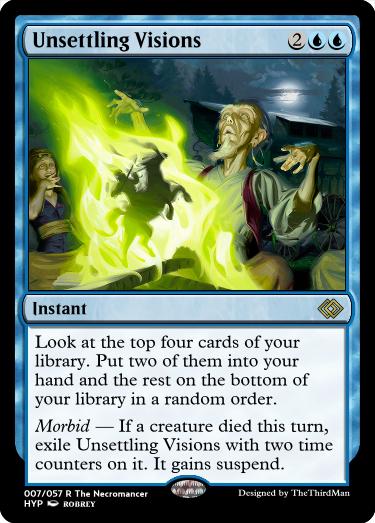 Unsettling Visions 2
Instant
Look at the top four cards of your
library. Put two of them into your
hand and the rest on the bottom of
your library in a random order.
Morbid — If a creature died this turn,
exile Unsettling Visions with two time
counters on it. It gains suspend.
007/057 R The Necromancer
HYP ROBREY
Designed by TheThirdMan